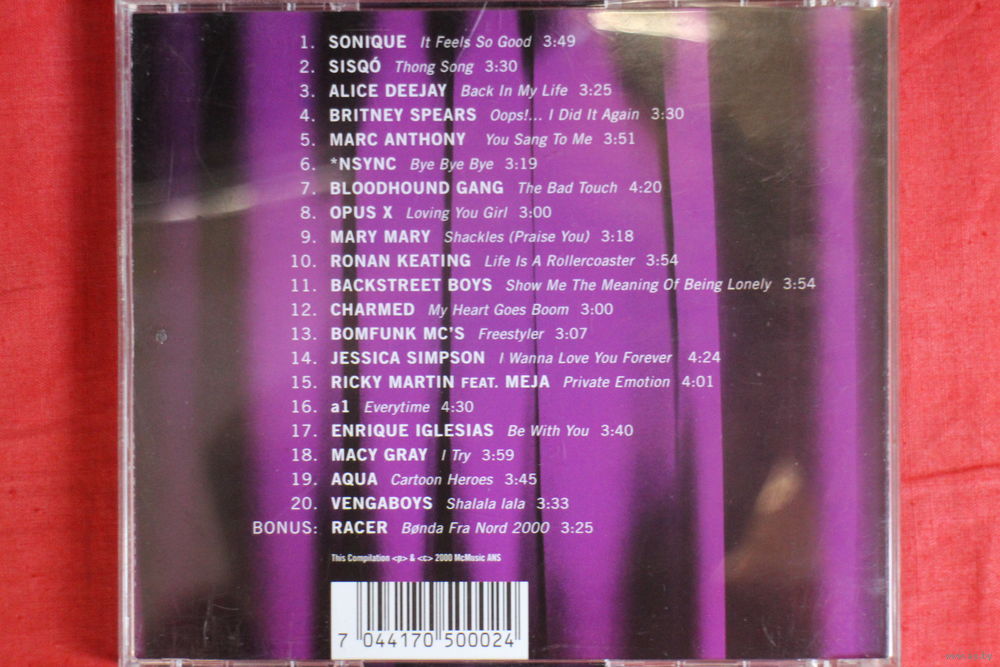 1. SONIQUE It Feels So Good 3:49
2. SISQÓ Thong Song 3:30
3. ALICE DEEJAY Back In My Life 3:25
4. BRITNEY SPEARS Oops!... I Did It Again 3:30
5. MARC ANTHONY You Sang To Me 3:51
6. *NSYNC Bye Bye Bye 3:19
7. BLOODHOUND GANG The Bad Touch 4:20
8. OPUS X Loving You Girl 3:00
9. MARY MARY Shackles (Praise You) 3:18
10. RONAN KEATING Life Is A Rollercoaster 3:54
11. BACKSTREET BOYS Show Me The Meaning Of Being Lonely 3:54
12. CHARMED My Heart Goes Boom 3:00
13. BOMFUNK MC'S Freestyler 3:07
14. JESSICA SIMPSON I Wanna Love You Forever 4:24
15. RICKY MARTIN FEAT. MEJA Private Emotion 4:01
16. a1 Everytime 4:30
17. ENRIQUE IGLESIAS Be With You 3:40
18. MACY GRAY I Try 3:59
19. AQUA Cartoon Heroes 3:45
20. VENGABOYS Shalala lala 3:33
BONUS: RACER Bønda Fra Nord 2000 3:25
This Compilation <p> & <c> 2000 McMusic ANS
7 044170 500024